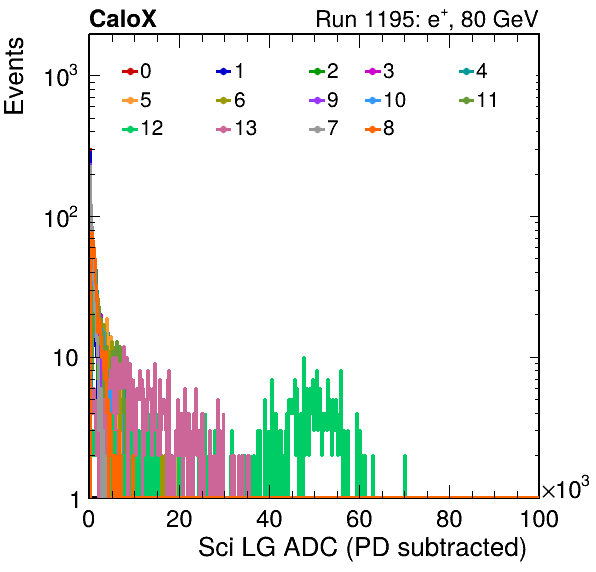 CaloX Run 1195: e⁺, 80 GeV
Events
10³
10²
10
1
0 1 2 3 4
5 6 9 10 11
12 13 7 8
0 20 40 60 80 100
×10³
Sci LG ADC (PD subtracted)